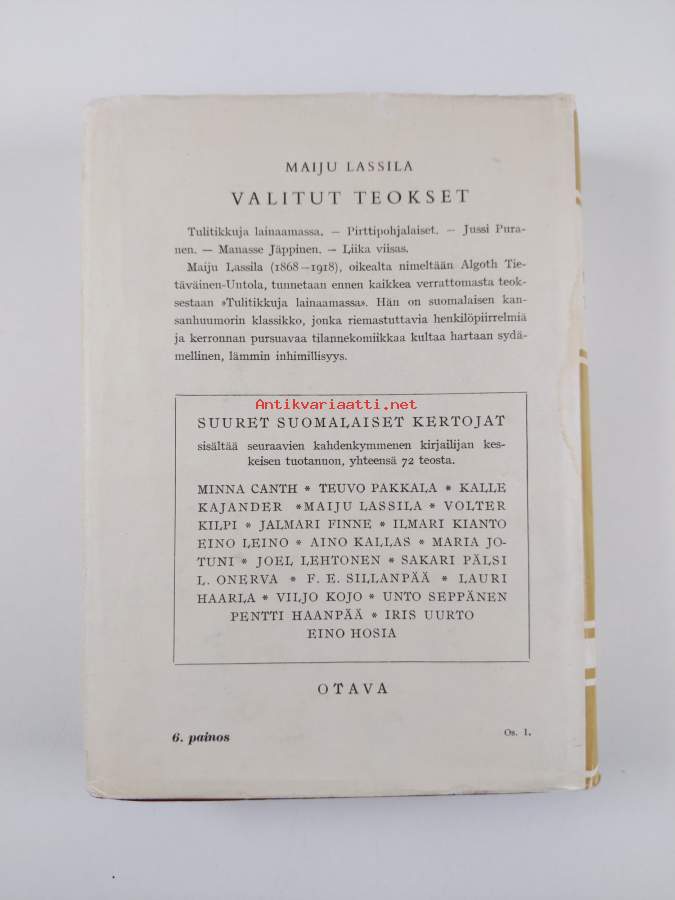 MAIJU LASSILA
VALITUT TEOKSET
Tulitikkuja lainaamassa. — Pirttipohjalaiset. — Jussi Pura-
nen. — Manasse Jäppinen. — Liika viisas.
Maiju Lassila (1868–1918), oikealta nimeltään Algoth Tie-
täväinen-Untola, tunnetaan ennen kaikkea verrattomasta teok-
sestaan »Tulitikkuja lainaamassa». Hän on suomalaisen kan-
sanhuumorin klassikko, jonka riemastuttavia henkilöpiirrelmiä
ja kerronnan pursuavaa tilannekomiikkaa kultaa hartaan sydä-
mellinen, lämmin inhimillisyys.
Antikvariaatti.net
SUURET SUOMALAISET KERTOJAT
sisältää seuraavien kahdenkymmenen kirjailijan kes-
keisen tuotannon, yhteensä 72 teosta.
MINNA CANTH * TEUVO PAKKALA * KALLE
KAJANDER *MAIJU LASSILA * VOLTER
KILPI * JALMARI FINNE * ILMARI KIANTO
EINO LEINO * AINO KALLAS * MARIA JO-
TUNI * JOEL LEHTONEN * SAKARI PÄLSI
L. ONERVA * F. E. SILLANPÄÄ * LAURI
HAARLA * VILJO KOJO * UNTO SEPPÄNEN
PENTTI HAANPÄÄ * IRIS UURTO
EINO HOSIA
OTAVA
6. painos
Os. 1.